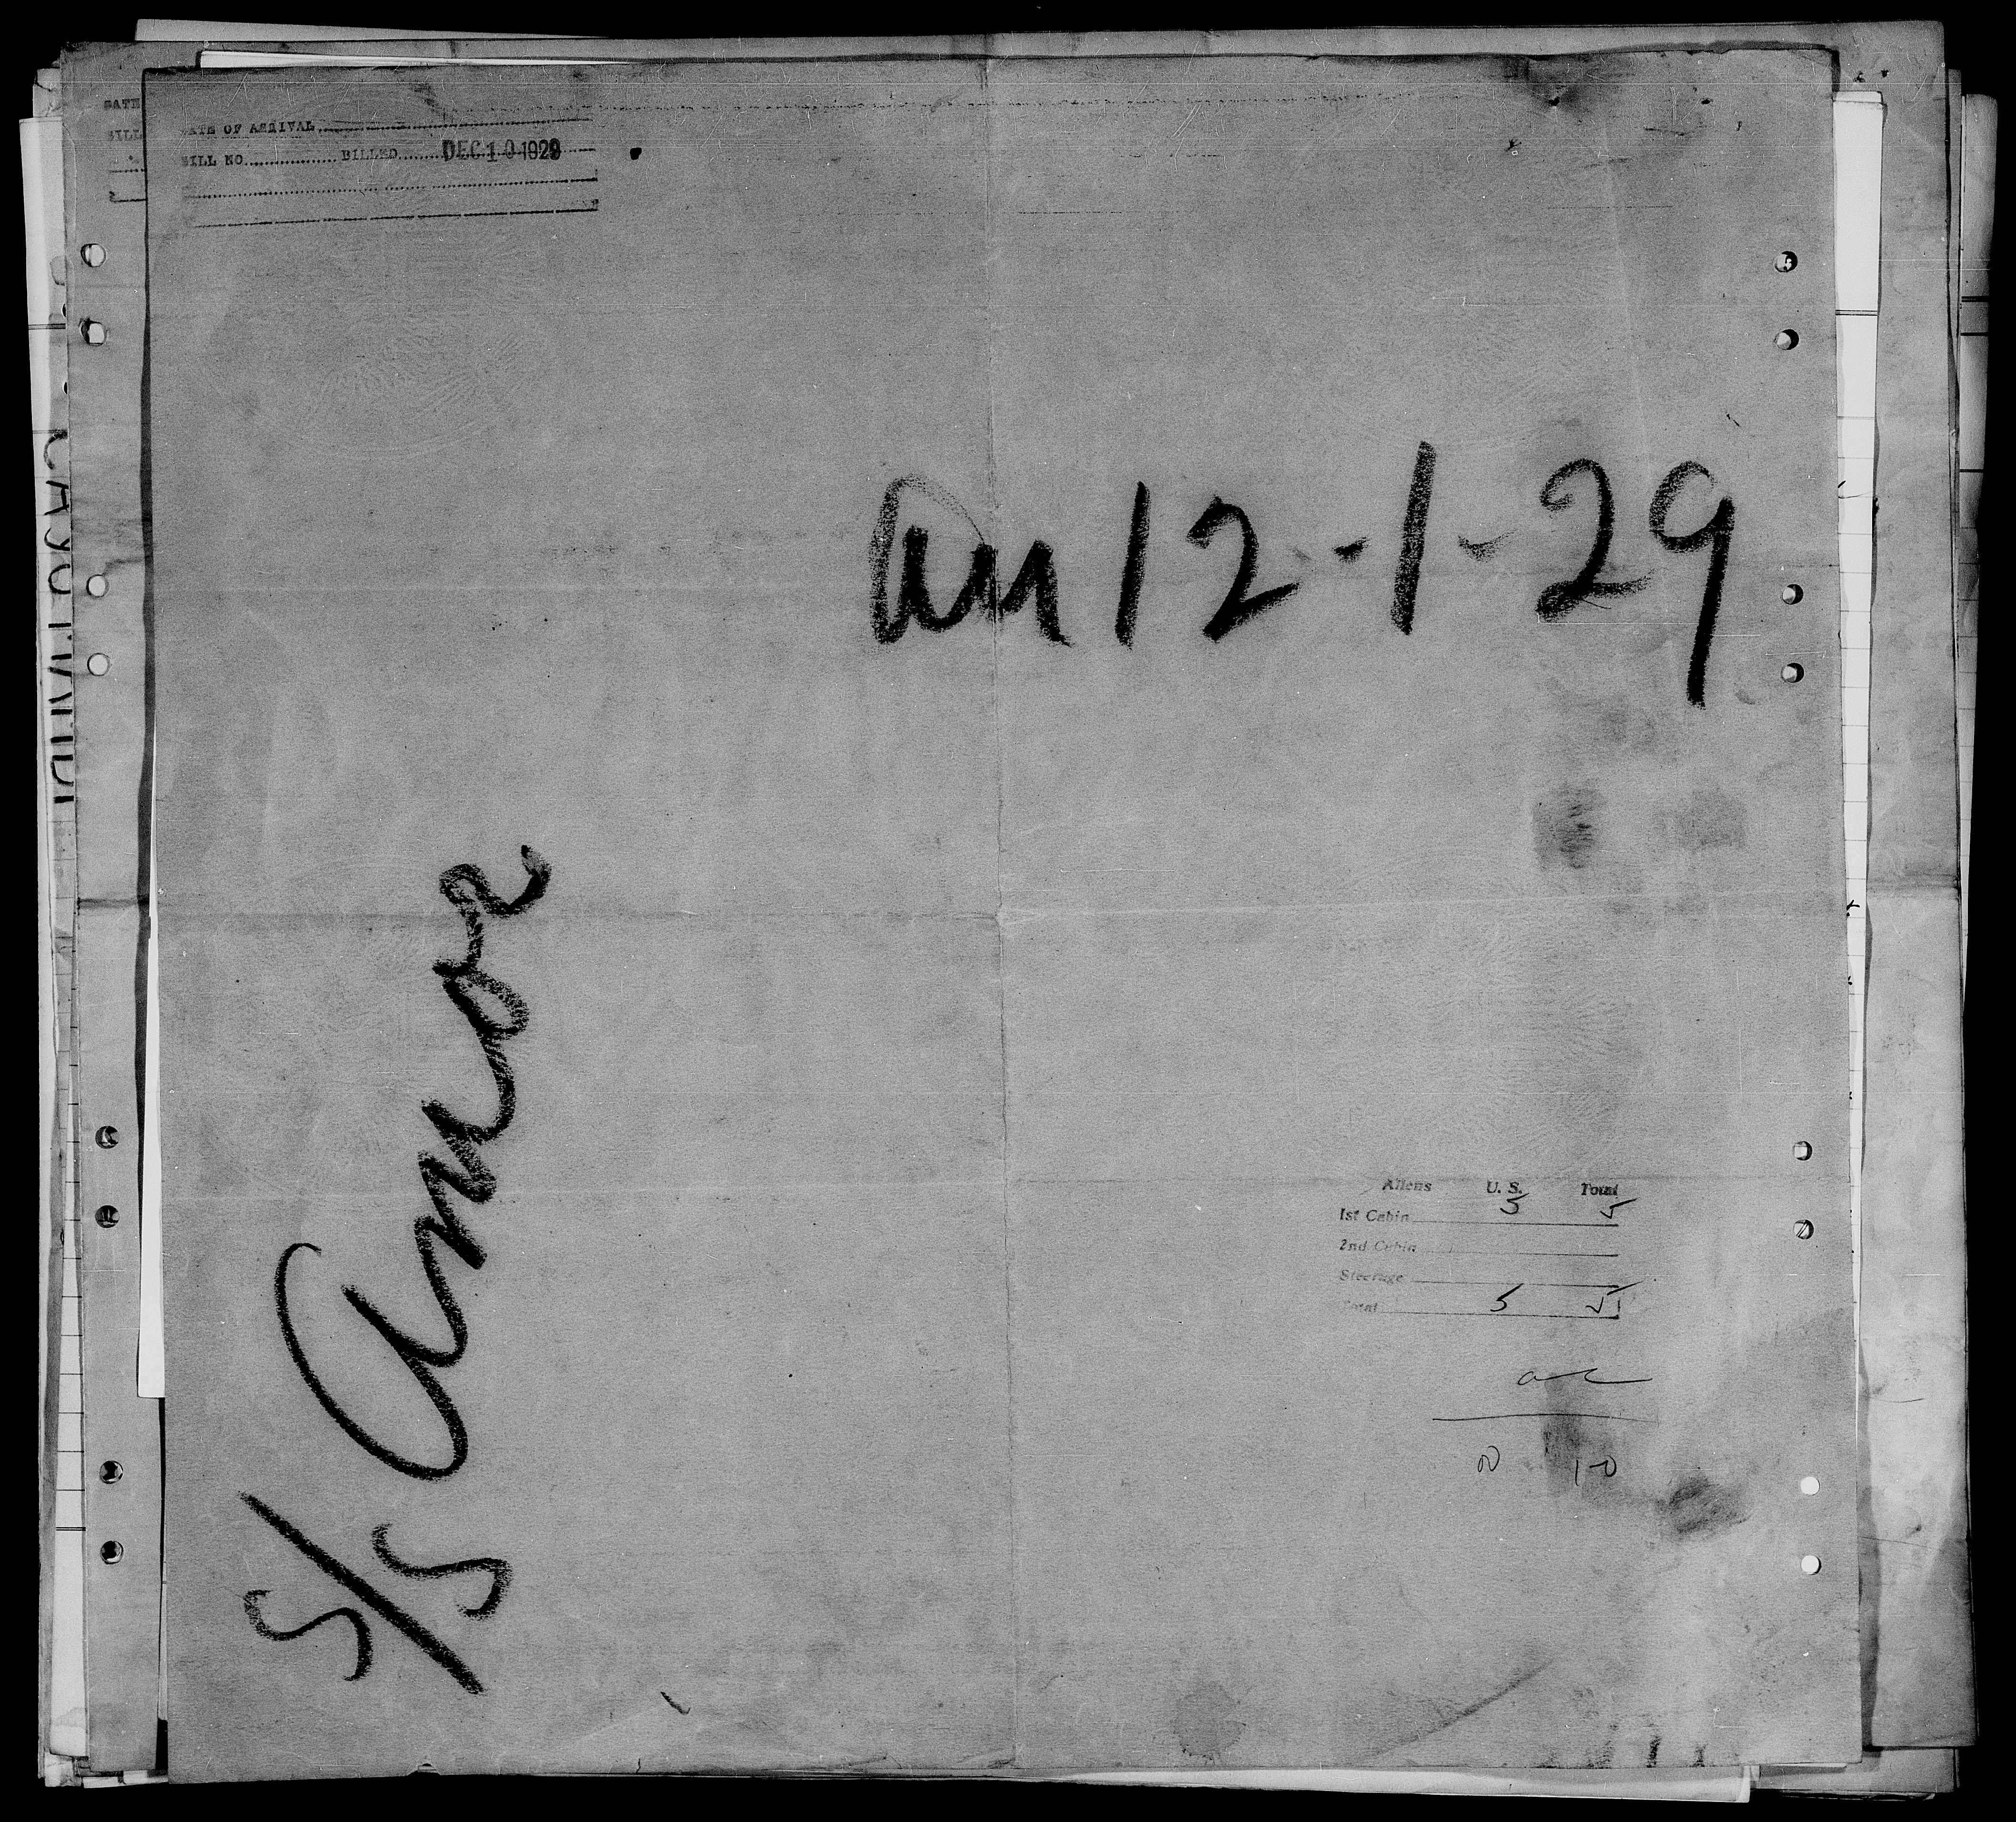 DATE OF ARRIVAL
BILL NO. BILLED DEC 10 1929
Arr 12-1-29
S/S Amor
Aliens U. S. Total
1st Cabin 5 5
2nd Cabin
Steerage
Total 5 5
10